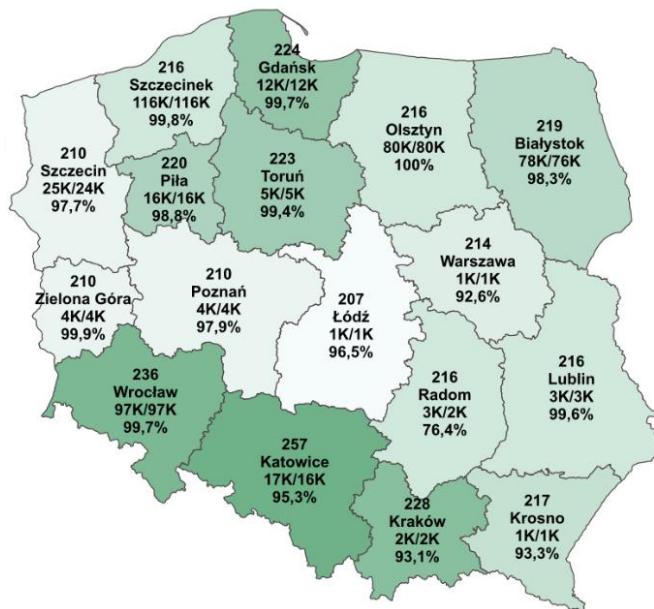 224
Gdańsk
12K/12K
99,7%
216
Szczecinek
116K/116K
99,8%
216
Olsztyn
80K/80K
100%
219
Białystok
78K/76K
98,3%
210
Szczecin
25K/24K
97,7%
220
Piła
16K/16K
98,8%
223
Toruń
5K/5K
99,4%
214
Warszawa
1K/1K
92,6%
210
Zielona Góra
4K/4K
99,9%
210
Poznań
4K/4K
97,9%
207
Łódź
1K/1K
96,5%
216
Radom
3K/2K
76,4%
216
Lublin
3K/3K
99,6%
236
Wrocław
97K/97K
99,7%
257
Katowice
17K/16K
95,3%
228
Kraków
2K/2K
93,1%
217
Krosno
1K/1K
93,3%